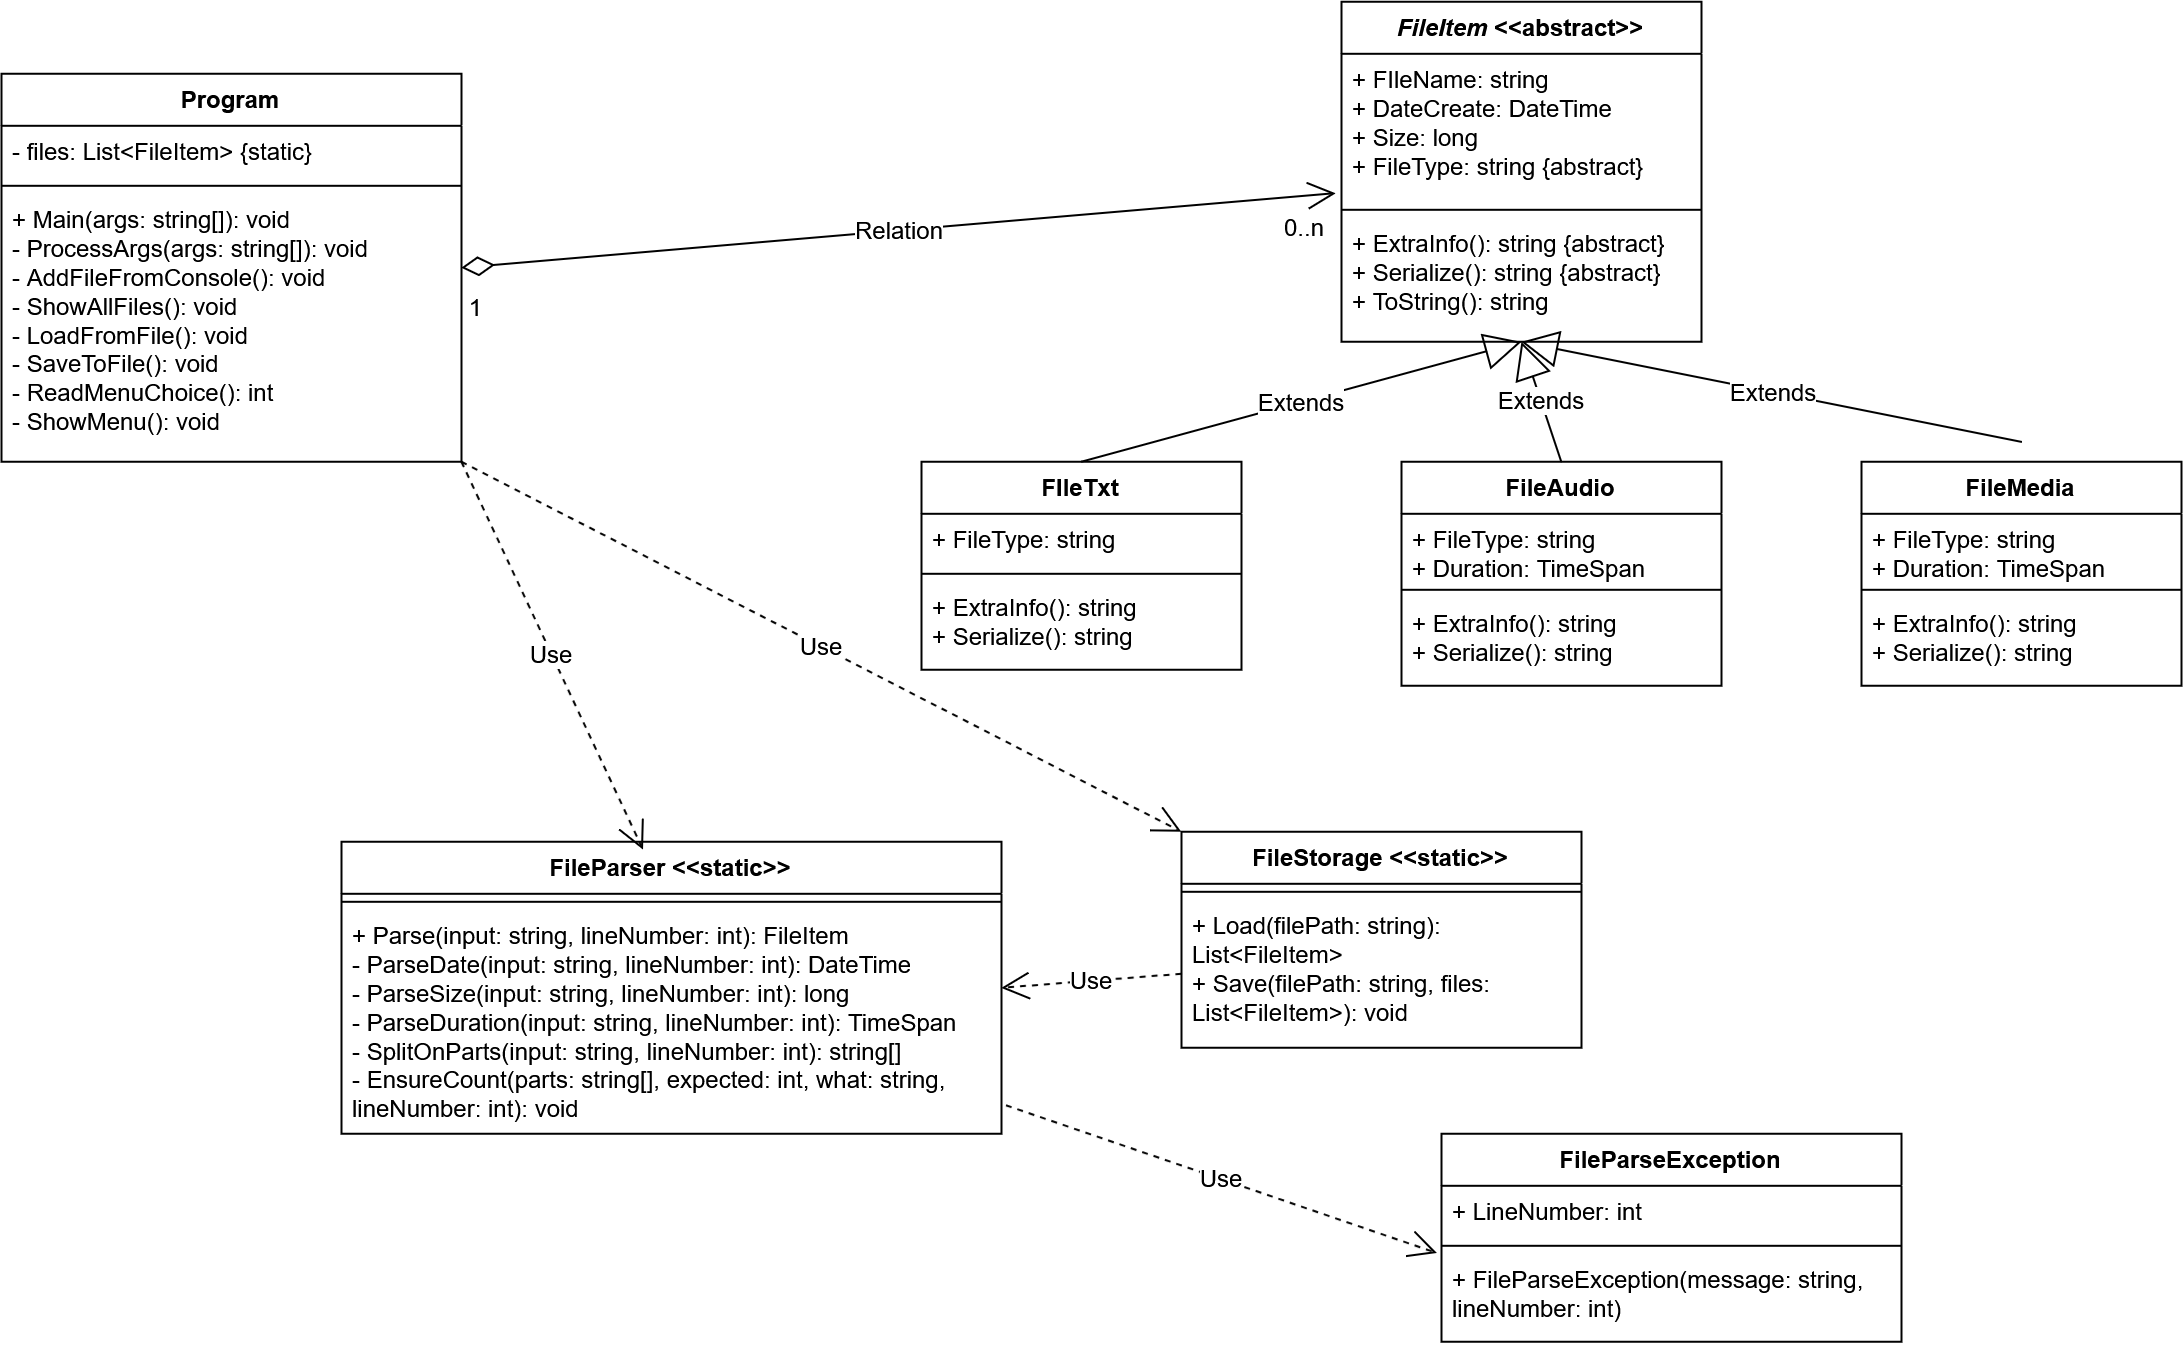 FileItem <<abstract>>
+ FIleName: string
+ DateCreate: DateTime
+ Size: long
+ FileType: string {abstract}
+ ExtraInfo(): string {abstract}
+ Serialize(): string {abstract}
+ ToString(): string
Program
- files: List<FileItem> {static}
+ Main(args: string[]): void
- ProcessArgs(args: string[]): void
- AddFileFromConsole(): void
- ShowAllFiles(): void
- LoadFromFile(): void
- SaveToFile(): void
- ReadMenuChoice(): int
- ShowMenu(): void
Relation
0..n
1
Extends
Extends
Extends
FIleTxt
+ FileType: string
+ ExtraInfo(): string
+ Serialize(): string
FileAudio
+ FileType: string
+ Duration: TimeSpan
+ ExtraInfo(): string
+ Serialize(): string
FileMedia
+ FileType: string
+ Duration: TimeSpan
+ ExtraInfo(): string
+ Serialize(): string
Use
Use
FileParser <<static>>
+ Parse(input: string, lineNumber: int): FileItem
- ParseDate(input: string, lineNumber: int): DateTime
- ParseSize(input: string, lineNumber: int): long
- ParseDuration(input: string, lineNumber: int): TimeSpan
- SplitOnParts(input: string, lineNumber: int): string[]
- EnsureCount(parts: string[], expected: int, what: string,
lineNumber: int): void
Use
FileStorage <<static>>
+ Load(filePath: string):
List<FileItem>
+ Save(filePath: string, files:
List<FileItem>): void
Use
FileParseException
+ LineNumber: int
+ FileParseException(message: string,
lineNumber: int)